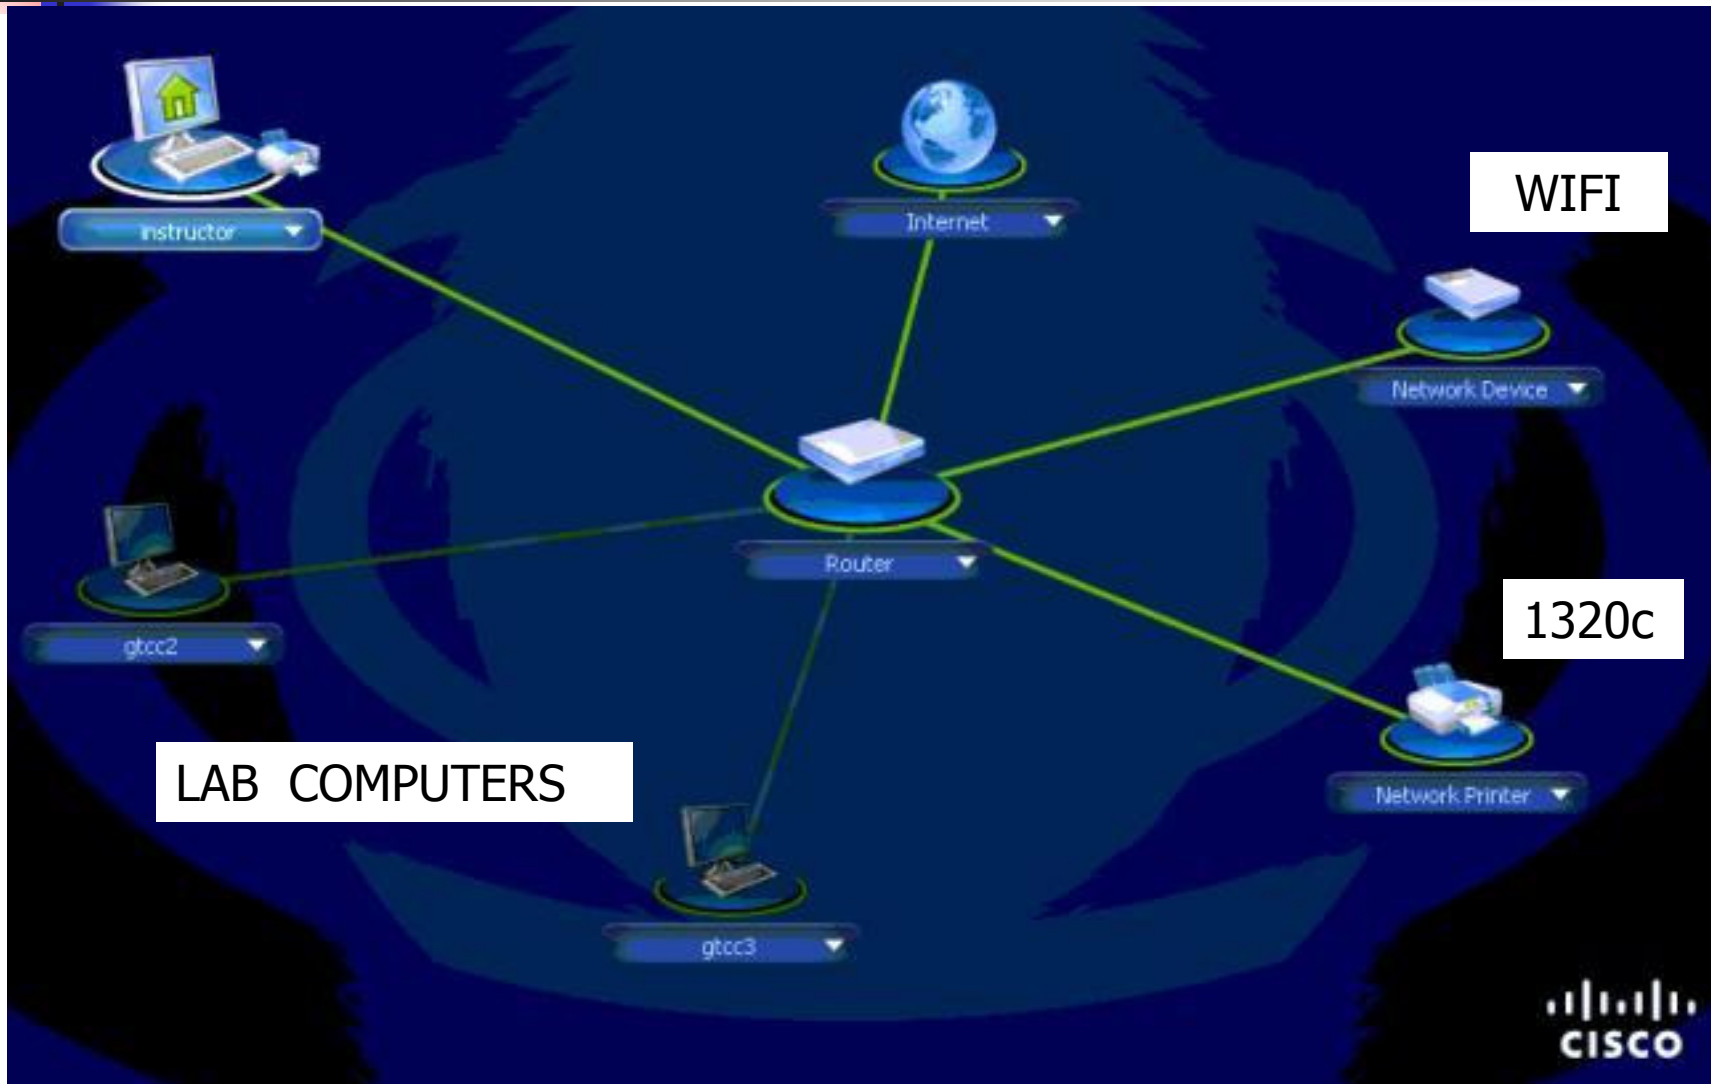 instructor
Internet
WIFI
Network Device
Router
gtcc2
1320c
LAB COMPUTERS
Network Printer
gtcc3
CISCO